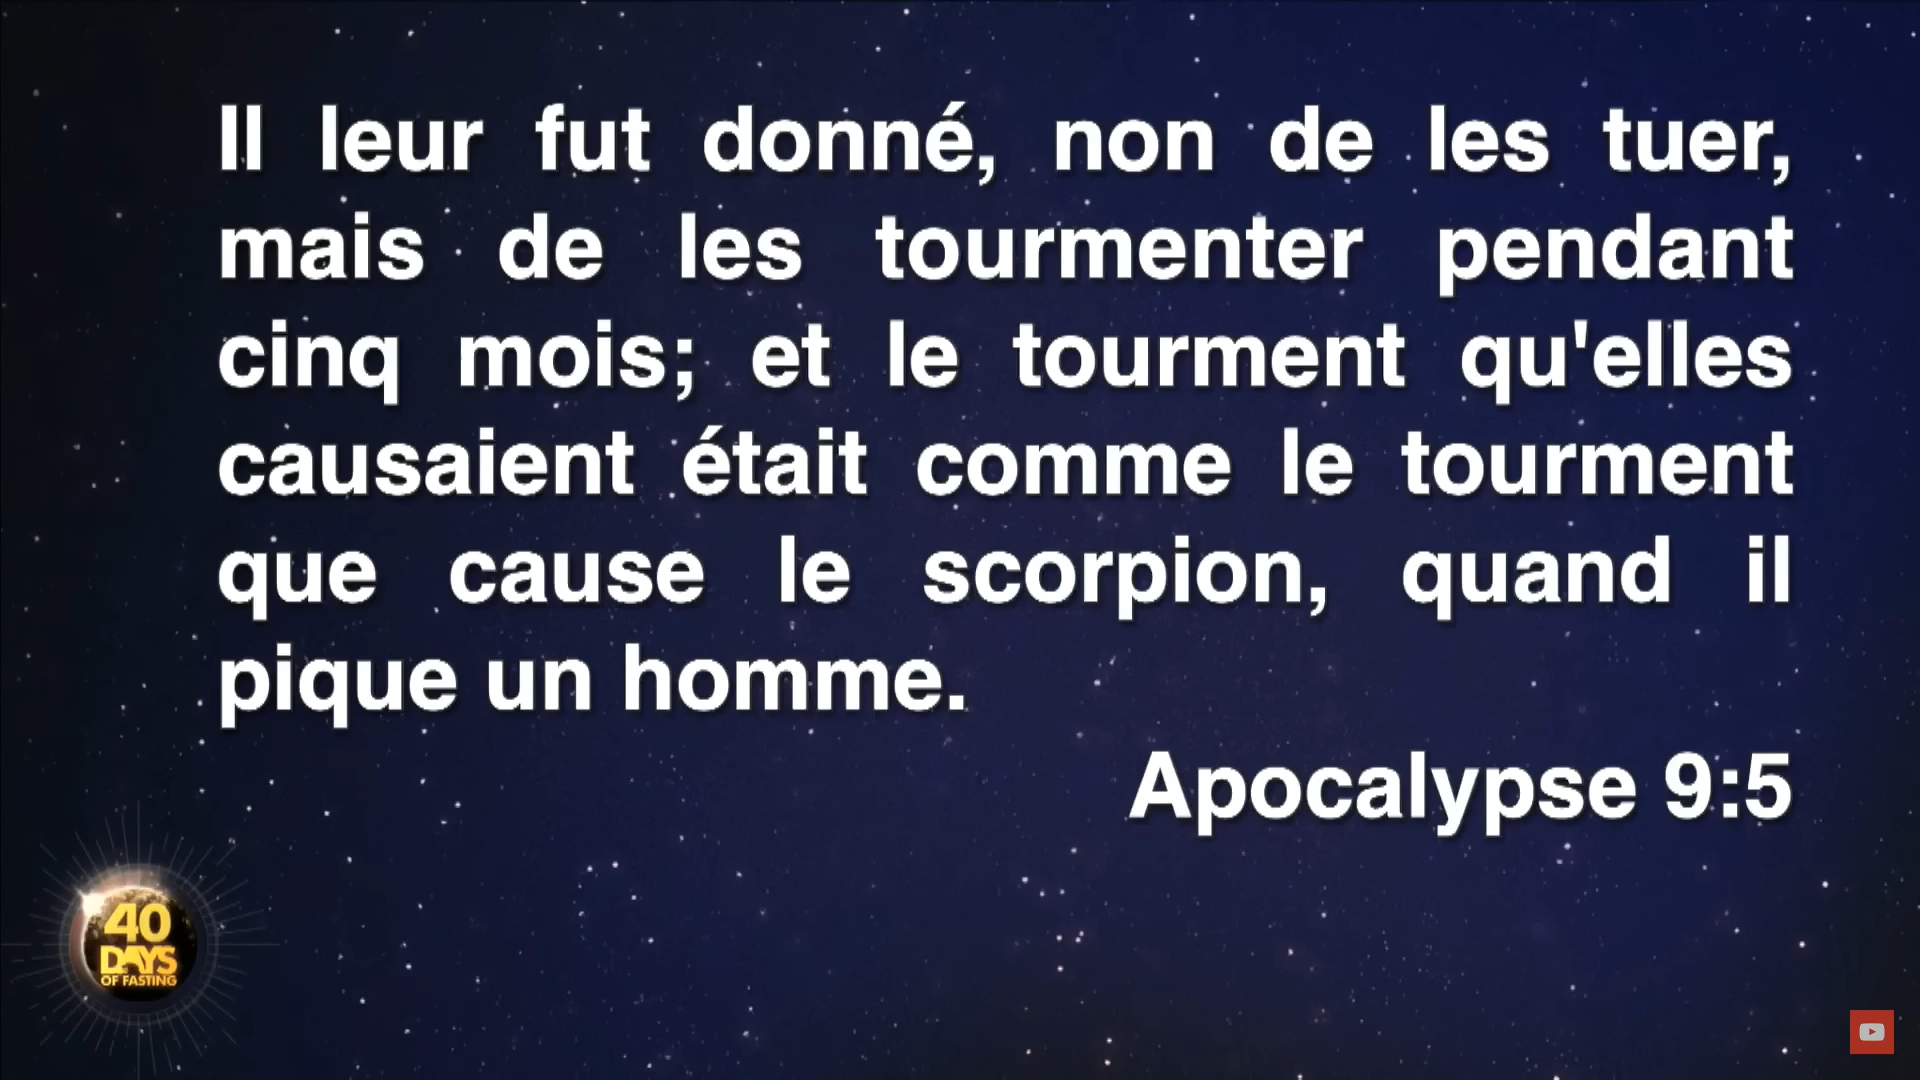 Il leur fut donné, non de les tuer,
mais de les tourmenter pendant
cinq mois; et le tourment qu'elles
causaient était comme le tourment
que cause le scorpion, quand il
pique un homme.
Apocalypse 9:5
40
DAYS
OF FASTING